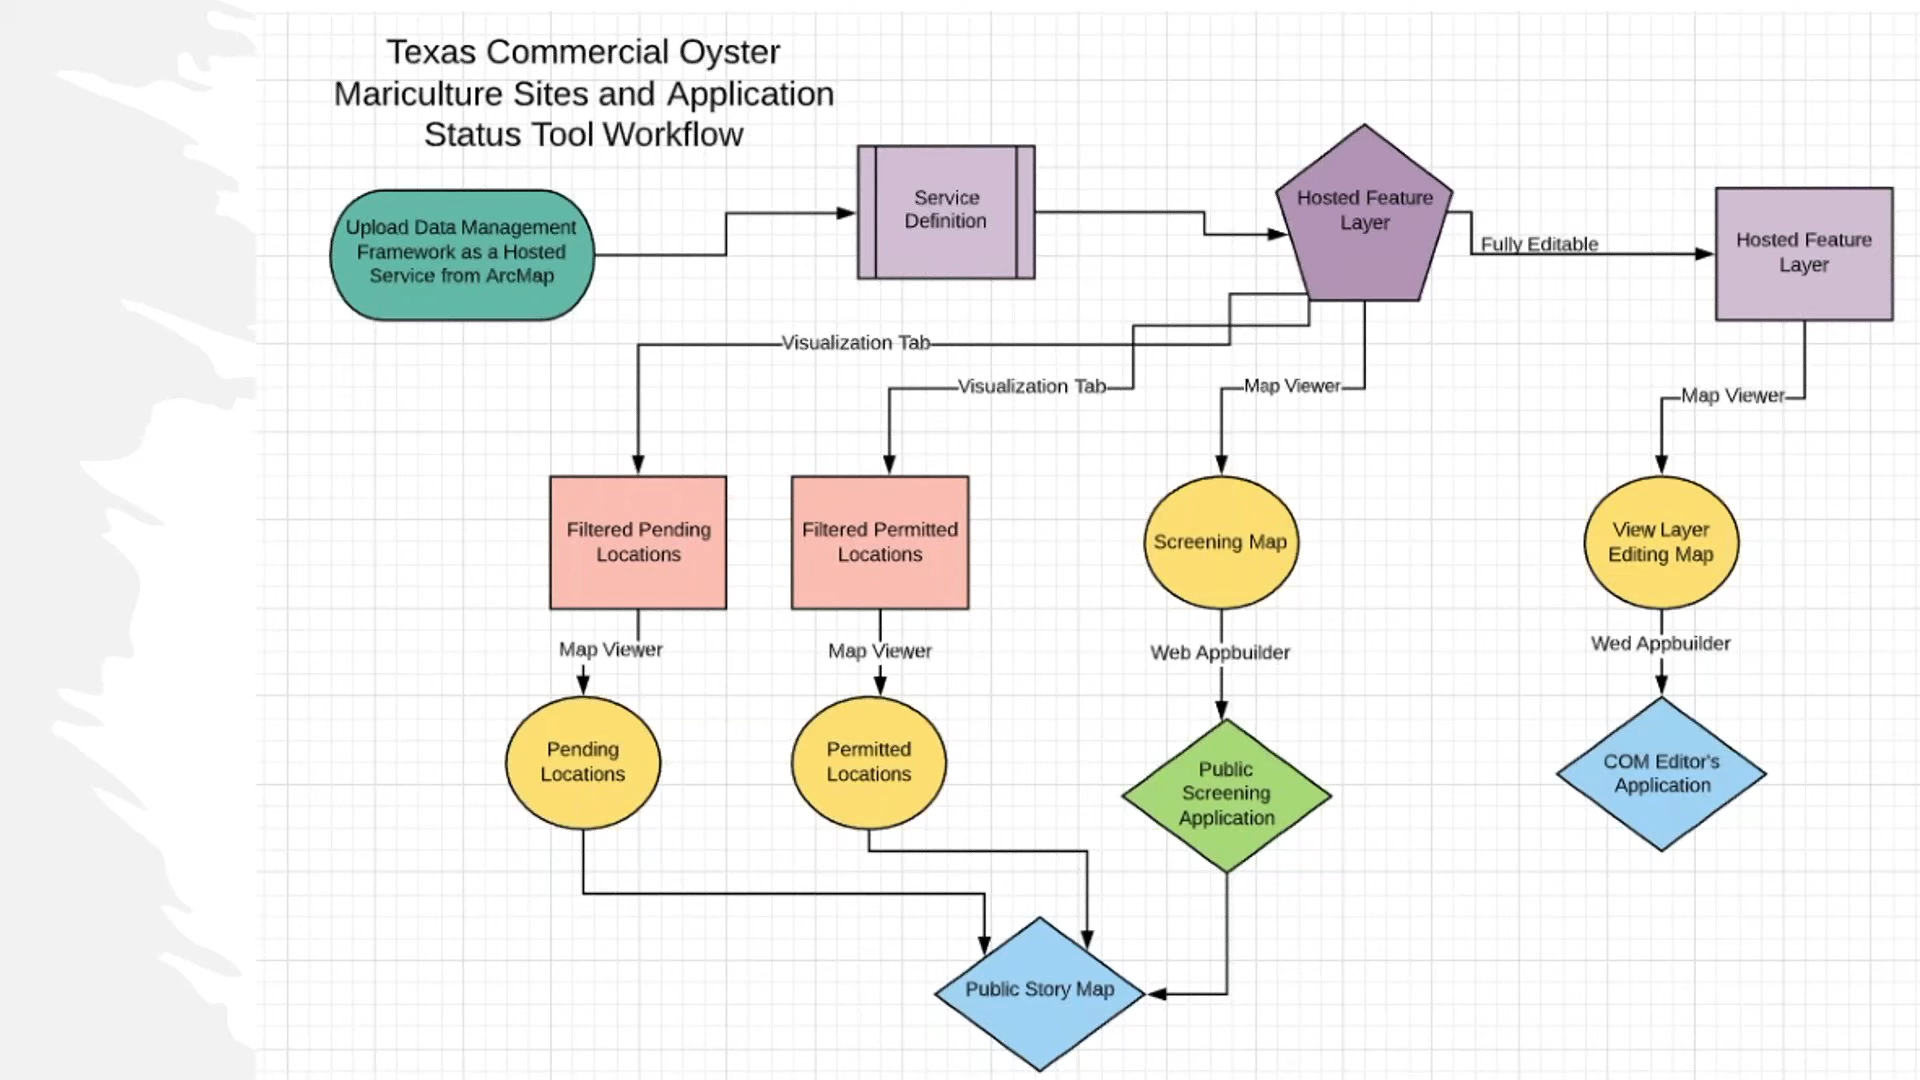 Texas Commercial Oyster
Mariculture Sites and Application
Status Tool Workflow
Upload Data Management
Framework as a Hosted
Service from ArcMap
Service
Definition
Hosted Feature
Layer
Fully Editable
Hosted Feature
Layer
Visualization Tab
Visualization Tab
Map Viewer
Map Viewer
Filtered Pending
Locations
Filtered Permitted
Locations
Screening Map
View Layer
Editing Map
Map Viewer
Map Viewer
Web Appbuilder
Wed Appbuilder
Pending
Locations
Permitted
Locations
Public
Screening
Application
COM Editor's
Application
Public Story Map